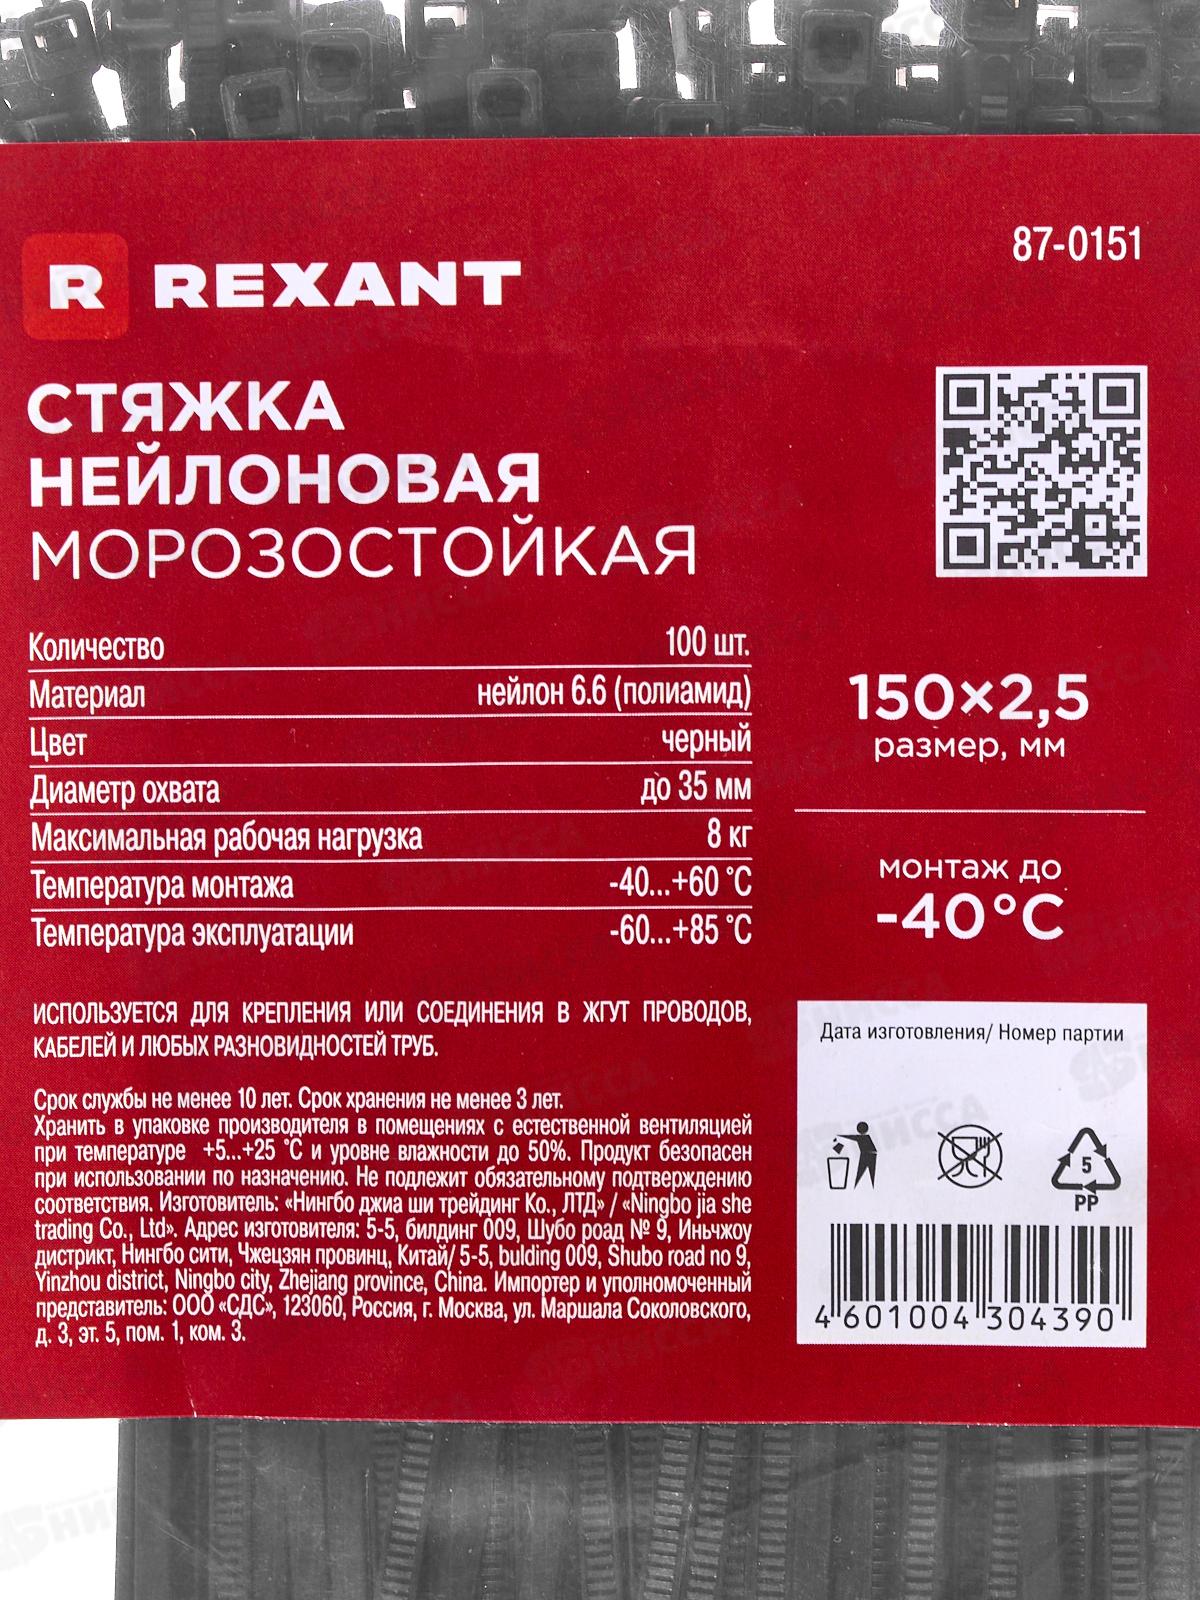 87-0151
R REXANT
СТЯЖКА
НЕЙЛОНОВАЯ
МОРОЗОСТОЙКАЯ
Количество 100 шт.
Материал нейлон 6.6 (полиамид)
Цвет черный
Диаметр охвата до 35 мм
Максимальная рабочая нагрузка 8 кг
Температура монтажа -40...+60 °C
Температура эксплуатации -60...+85 °C
150×2,5
размер, мм
монтаж до
-40°C
ИСПОЛЬЗУЕТСЯ ДЛЯ КРЕПЛЕНИЯ ИЛИ СОЕДИНЕНИЯ В ЖГУТ ПРОВОДОВ,
КАБЕЛЕЙ И ЛЮБЫХ РАЗНОВИДНОСТЕЙ ТРУБ.
Срок службы не менее 10 лет. Срок хранения не менее 3 лет.
Хранить в упаковке производителя в помещениях с естественной вентиляцией
при температуре +5...+25 °C и уровне влажности до 50%. Продукт безопасен
при использовании по назначению. Не подлежит обязательному подтверждению
соответствия. Изготовитель: «Нингбо джиа ши трейдинг Ко., ЛТД» / «Ningbo jia she
trading Co., Ltd». Адрес изготовителя: 5-5, билдинг 009, Шубо роад № 9, Иньчжоу
дистрикт, Нингбо сити, Чжецзян провинц, Китай/ 5-5, bulding 009, Shubo road no 9,
Yinzhou district, Ningbo city, Zhejiang province, China. Импортер и уполномоченный
представитель: ООО «СДС», 123060, Россия, г. Москва, ул. Маршала Соколовского,
д. 3, эт. 5, пом. 1, ком. 3.
Дата изготовления/ Номер партии
5
PP
4 601004 304390
БНИССА